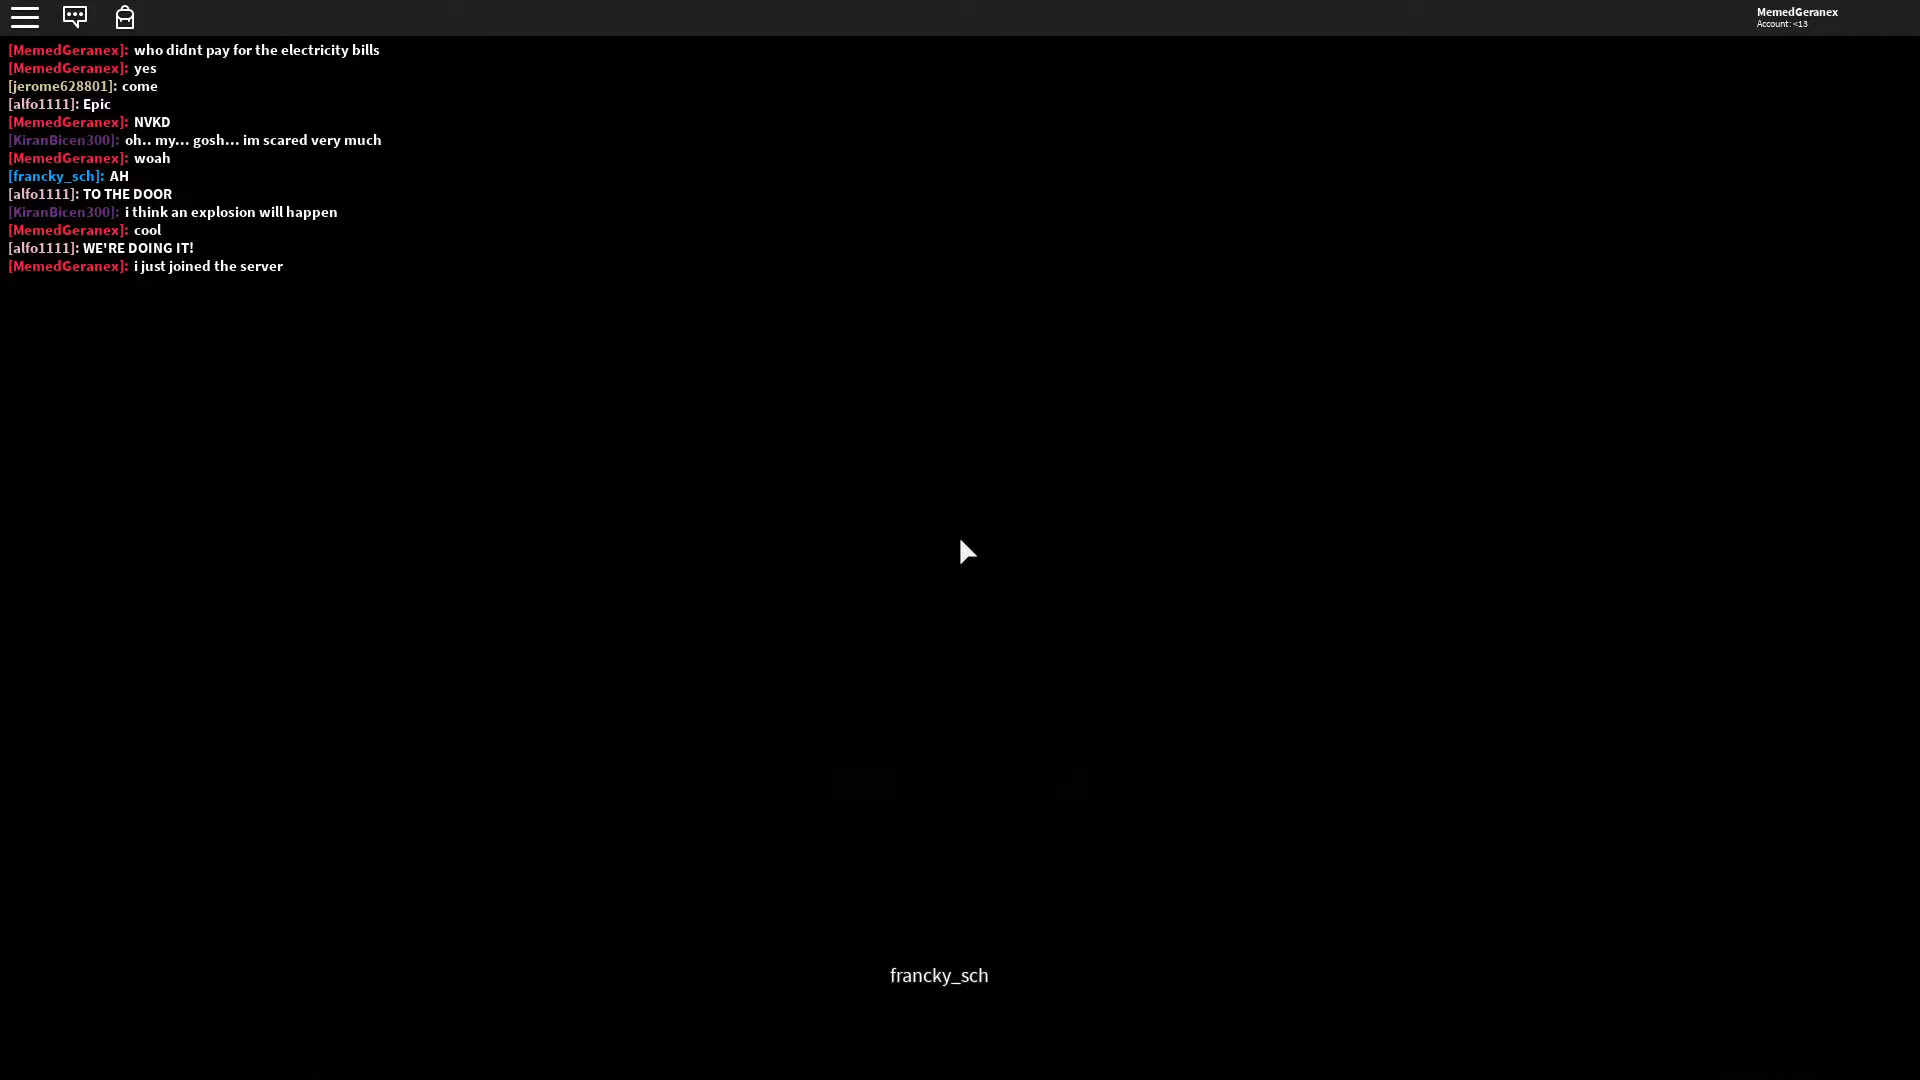 MemedGeranex
Account: <13
[MemedGeranex]: who didnt pay for the electricity bills
[MemedGeranex]: yes
[jerome628801]: come
[alfo1111]: Epic
[MemedGeranex]: NVKD
[KiranBicen300]: oh.. my... gosh... im scared very much
[MemedGeranex]: woah
[francky_sch]: AH
[alfo1111]: TO THE DOOR
[KiranBicen300]: i think an explosion will happen
[MemedGeranex]: cool
[alfo1111]: WE'RE DOING IT!
[MemedGeranex]: i just joined the server
francky_sch